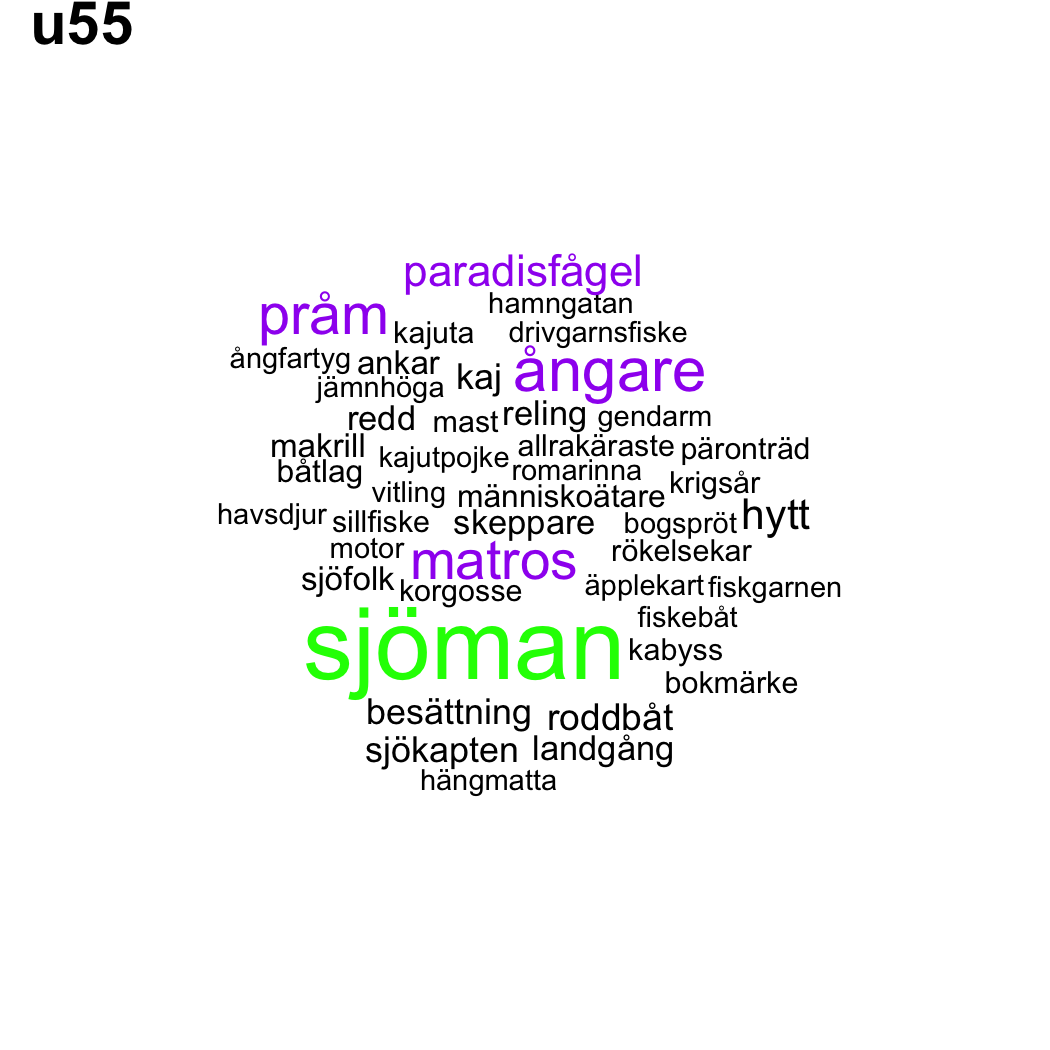 u55
paradisfågel
hamngatan
pråm
kajuta
drivgarnsfiske
ångfartyg
ankar
kaj
ångare
jämnhöga
redd
mast
reling
gendarm
makrill
kajutpojke
allrakäraste
päronträd
båtlag
romarinna
krigsår
vitling
människoätare
havsdjur
sillfiske
skeppare
bogspröt
hytt
motor
matros
rökelsekar
sjöfolk
korgosse
äpplekart
fiskgarnen
fiskebåt
sjöman
kabyss
bokmärke
besättning
roddbåt
sjökapten
landgång
hängmatta